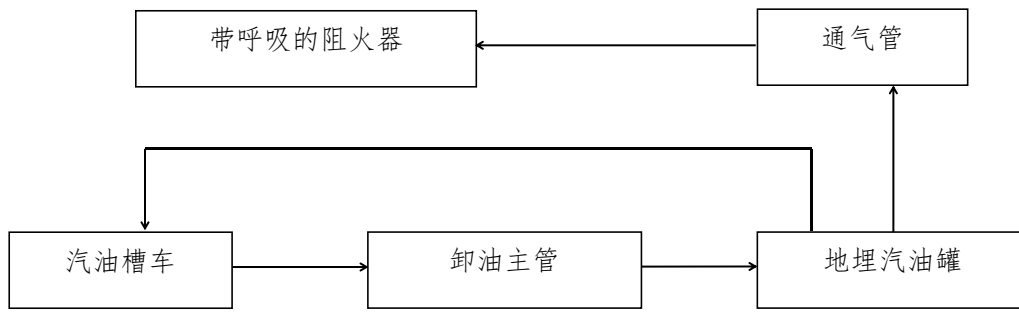 带呼吸的阻火器
通气管
汽油槽车
卸油主管
地埋汽油罐